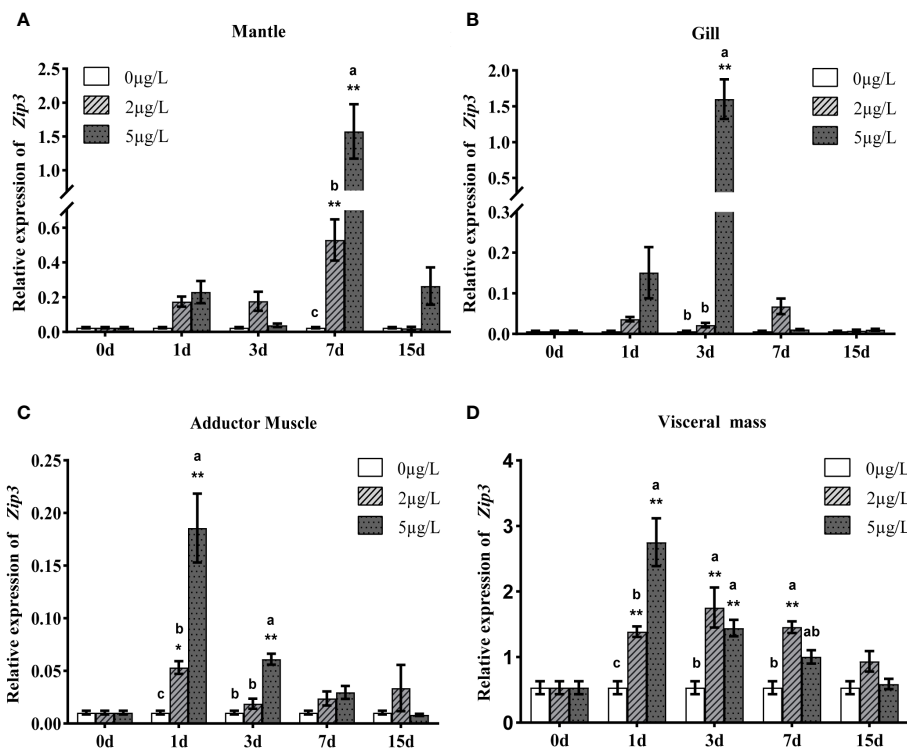 A
Mantle
Relative expression of Zip3
2.5
2.0
1.5
1.0
0.6
0.4
0.2
0.0
0µg/L
2µg/L
5µg/L
c
b
**
a
**
0d 1d 3d 7d 15d
B
Gill
Relative expression of Zip3
2.0
1.5
1.0
0.5
0.3
0.2
0.1
0.0
0µg/L
2µg/L
5µg/L
b b
a
**
0d 1d 3d 7d 15d
C
Adductor Muscle
Relative expression of Zip3
0.25
0.20
0.15
0.10
0.05
0.00
0µg/L
2µg/L
5µg/L
c
b
*
a
**
b b
a
**
0d 1d 3d 7d 15d
D
Visceral mass
Relative expression of Zip3
4
3
2
1
0
0µg/L
2µg/L
5µg/L
c
b
**
a
**
b
a
**
a
**
b
a
**
ab
0d 1d 3d 7d 15d